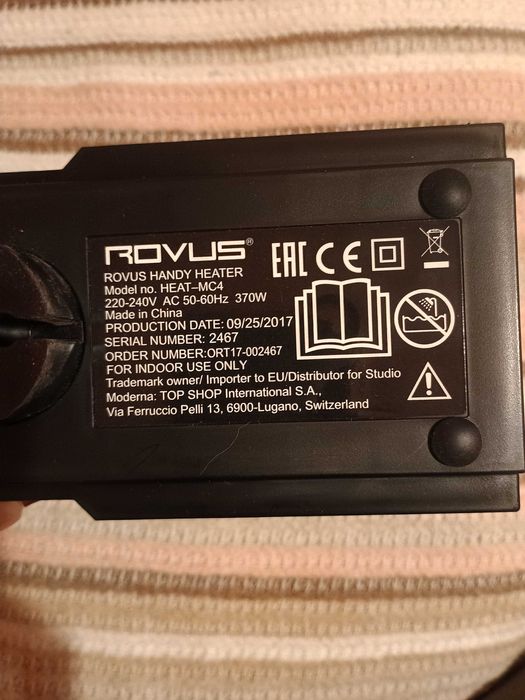 ROVUS®
ROVUS HANDY HEATER
Model no. HEAT-MC4
220-240V AC 50-60Hz 370W
Made in China
PRODUCTION DATE: 09/25/2017
SERIAL NUMBER: 2467
ORDER NUMBER:ORT17-002467
FOR INDOOR USE ONLY
Trademark owner/ Importer to EU/Distributor for Studio
Moderna: TOP SHOP International S.A.,
Via Ferruccio Pelli 13, 6900-Lugano, Switzerland
EAC CE